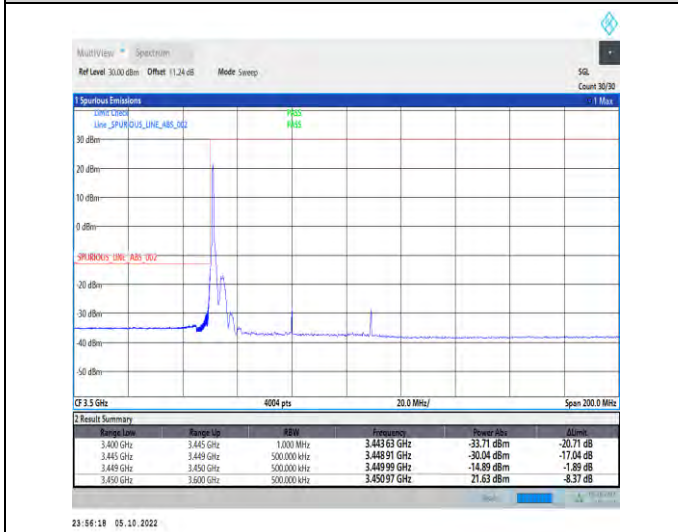 MultiView Spectrum
Ref Level 30.00 dBm Offset 11.24 dB Mode Sweep SGL
Count 30/30
1 Spurious Emissions 1 Max
Limit Check PASS
Line _SPURIOUS_LINE_ABS_002 PASS
30 dBm
20 dBm
10 dBm
0 dBm
_SPURIOUS_LINE_ABS_002
-20 dBm
-30 dBm
-40 dBm
-50 dBm
CF 3.5 GHz 4004 pts 20.0 MHz/ Span 200.0 MHz
2 Result Summary
Range Low Range Up RBW Frequency Power Abs ΔLimit
3.400 GHz 3.445 GHz 1.000 MHz 3.443 63 GHz -33.71 dBm -20.71 dB
3.445 GHz 3.449 GHz 500.000 kHz 3.448 91 GHz -30.04 dBm -17.04 dB
3.449 GHz 3.450 GHz 500.000 kHz 3.449 99 GHz -14.89 dBm -1.89 dB
3.450 GHz 3.600 GHz 500.000 kHz 3.450 97 GHz 21.63 dBm -8.37 dB
23:56:18 05.10.2022